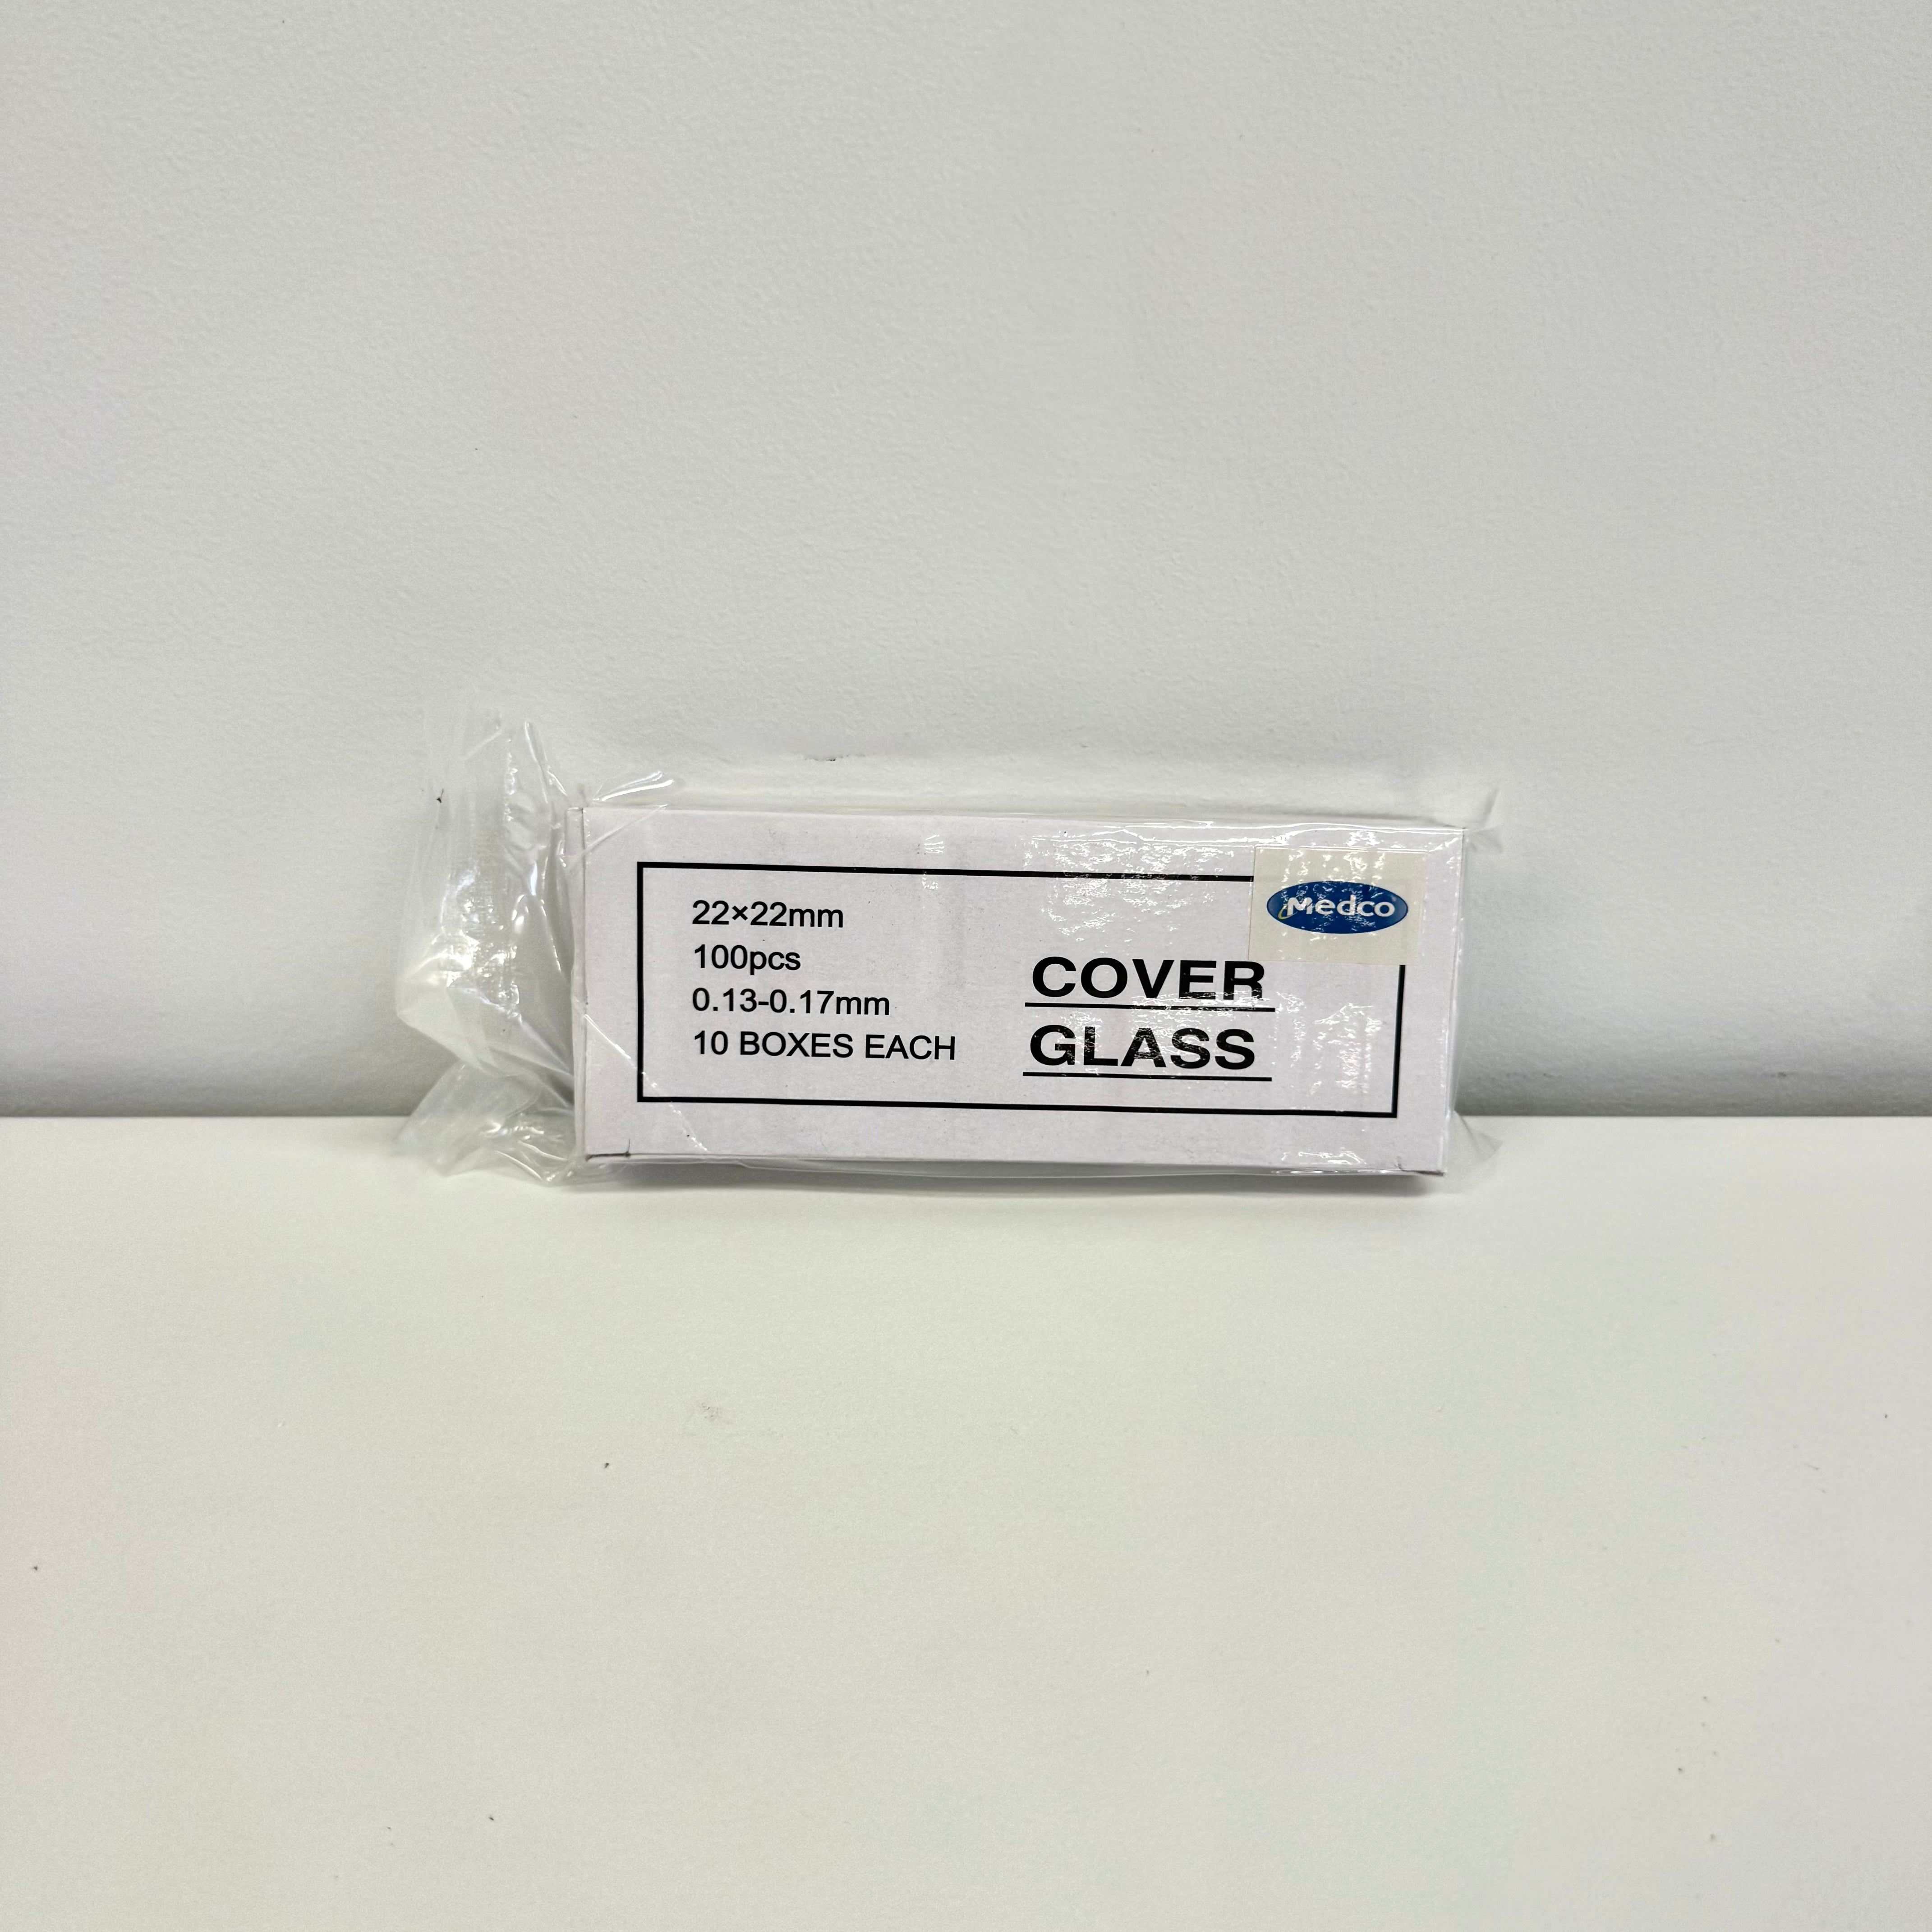 22×22mm
100pcs
0.13-0.17mm
10 BOXES EACH
Medco
COVER
GLASS